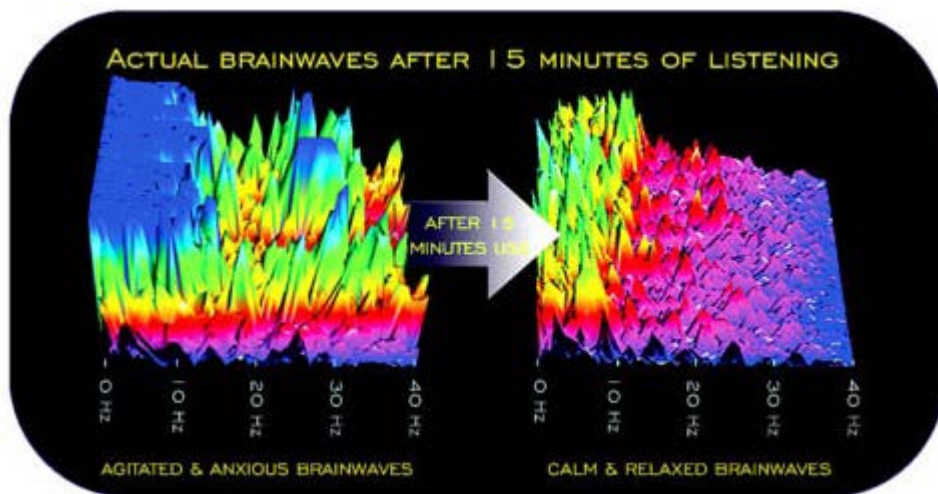 ACTUAL BRAINWAVES AFTER 15 MINUTES OF LISTENING
AFTER 15
MINUTES USE
0 HZ
10 HZ
20 HZ
30 HZ
40 HZ
0 HZ
10 HZ
20 HZ
30 HZ
40 HZ
AGITATED & ANXIOUS BRAINWAVES
CALM & RELAXED BRAINWAVES